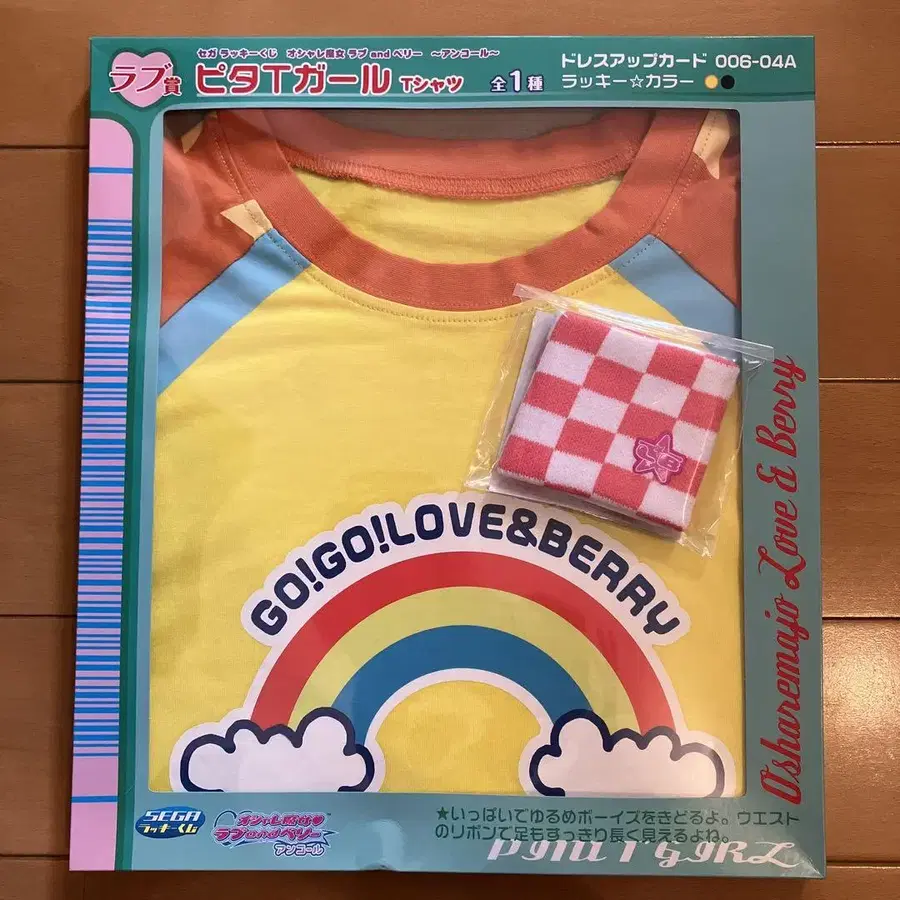 セガ ラッキーくじ オシャレ魔女 ラブ and ベリー ~アンコール~
ラブ賞 ピタTガール Tシャツ 全1種
ドレスアップカード 006-04A
ラッキー☆カラー
GO!GO!LOVE&BERRY
LB
Osharemajo Love & Berry
SEGA
ラッキーくじ
オシャレ魔女♥
ラブandベリー
アンコール
★いっぱいでゆるめボーイズをきどるよ。ウエスト
のリボンで足もすっきり長く見えるよね。